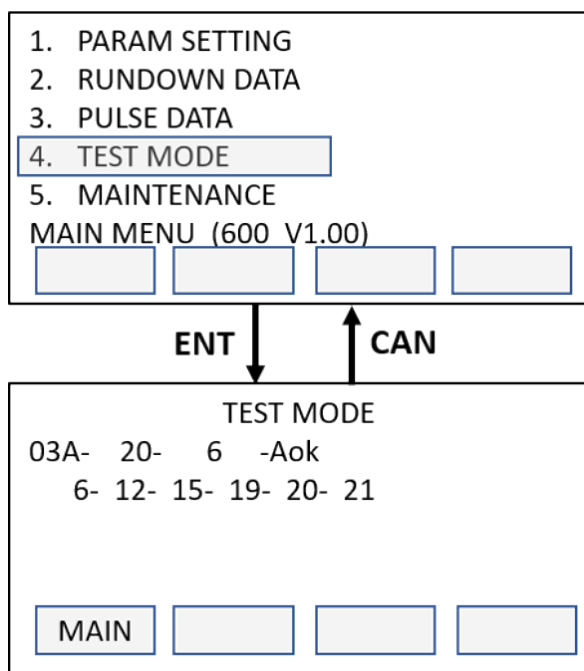 1. PARAM SETTING
2. RUNDOWN DATA
3. PULSE DATA
4. TEST MODE
5. MAINTENANCE
MAIN MENU (600 V1.00)
ENT CAN
TEST MODE
03A- 20- 6 -Aok
6- 12- 15- 19- 20- 21
MAIN